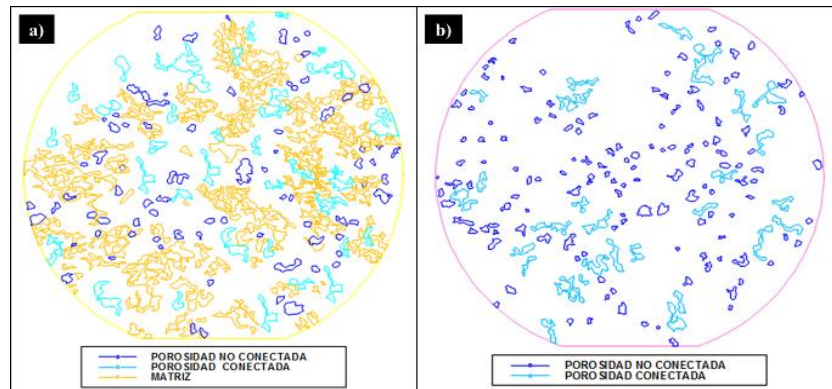 a)
POROSIDAD NO CONECTADA
POROSIDAD CONECTADA
MATRIZ
b)
POROSIDAD NO CONECTADA
POROSIDAD CONECTADA